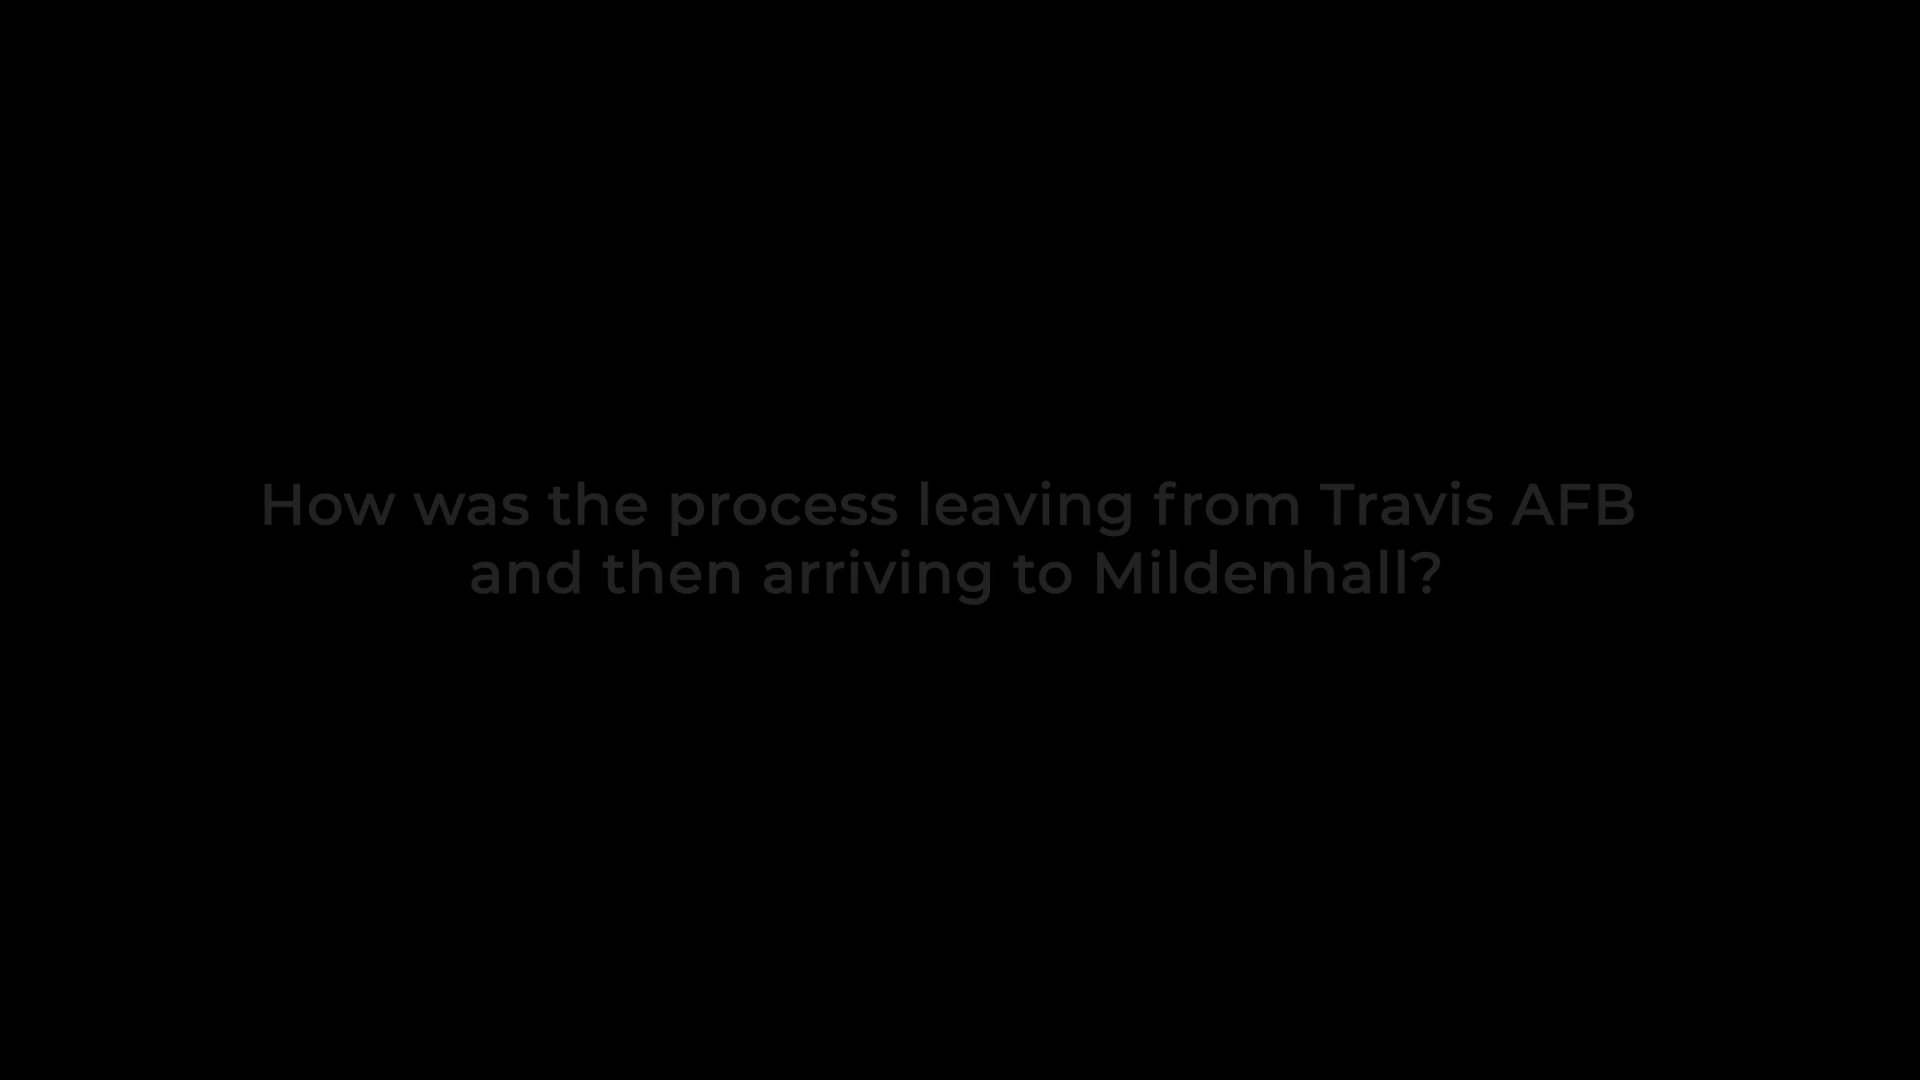 How was the process leaving from Travis AFB
and then arriving to Mildenhall?